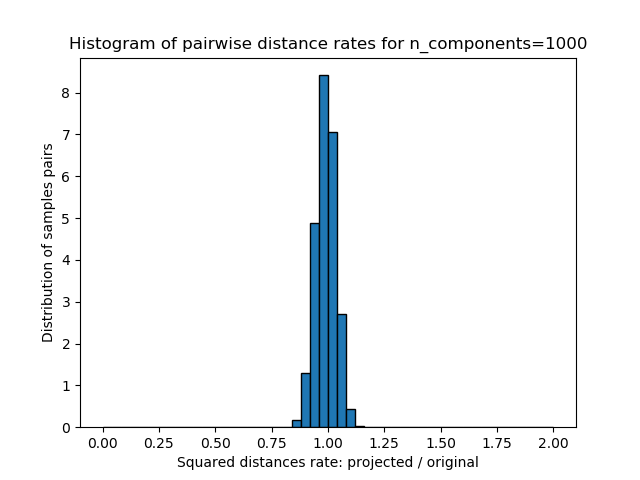 Histogram of pairwise distance rates for n_components=1000
8
7
6
5
4
3
2
1
0
Distribution of samples pairs
0.00 0.25 0.50 0.75 1.00 1.25 1.50 1.75 2.00
Squared distances rate: projected / original